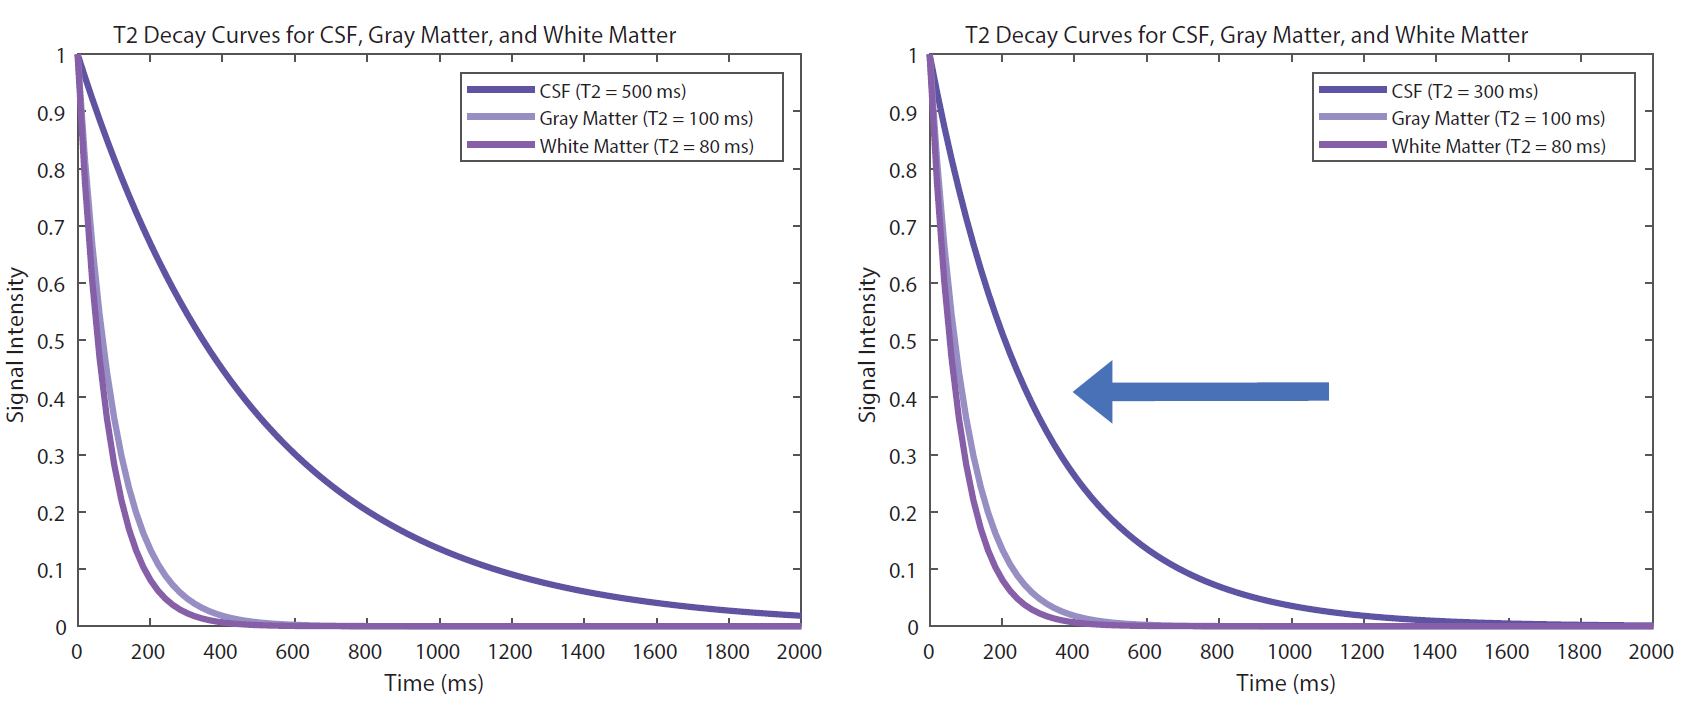 T2 Decay Curves for CSF, Gray Matter, and White Matter
CSF (T2 = 500 ms)
Gray Matter (T2 = 100 ms)
White Matter (T2 = 80 ms)
Signal Intensity
1
0.9
0.8
0.7
0.6
0.5
0.4
0.3
0.2
0.1
0
0 200 400 600 800 1000 1200 1400 1600 1800 2000
Time (ms)
T2 Decay Curves for CSF, Gray Matter, and White Matter
CSF (T2 = 300 ms)
Gray Matter (T2 = 100 ms)
White Matter (T2 = 80 ms)
Signal Intensity
1
0.9
0.8
0.7
0.6
0.5
0.4
0.3
0.2
0.1
0
0 200 400 600 800 1000 1200 1400 1600 1800 2000
Time (ms)